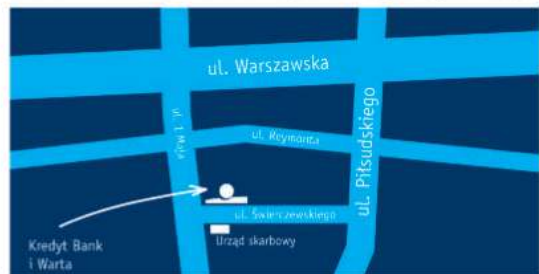 ul. Warszawska
ul. 1 Maja
ul. Reymonta
ul. Piłsudskiego
ul. Świerczewskiego
Urząd skarbowy
Kredyt Bank
i Warta